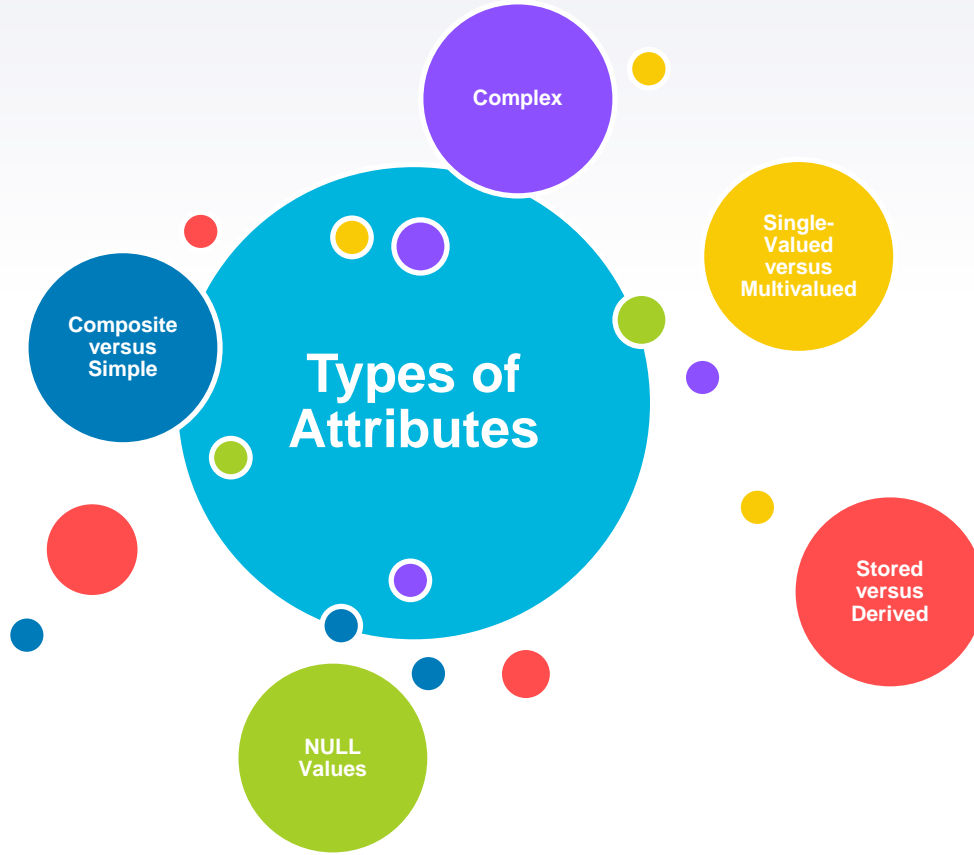 Complex
Single-
Valued
versus
Multivalued
Composite
versus
Simple
Types of
Attributes
Stored
versus
Derived
NULL
Values